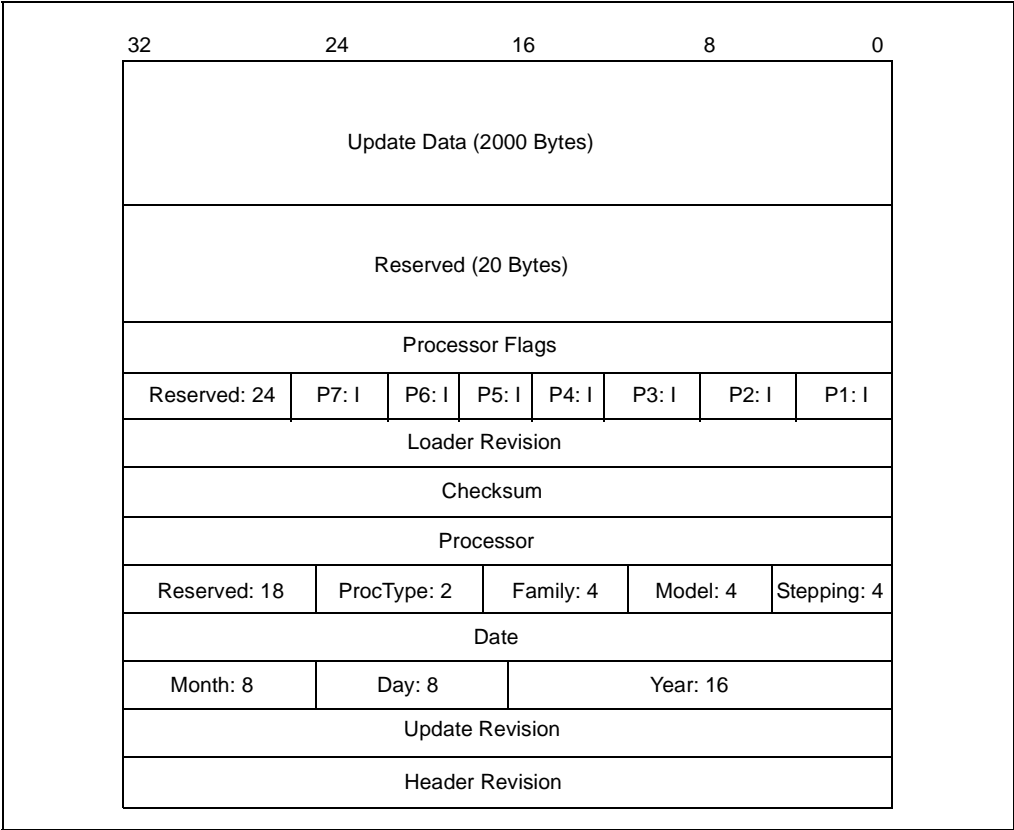 32 24 16 8 0
Update Data (2000 Bytes)
Reserved (20 Bytes)
Processor Flags
Reserved: 24 P7: I P6: I P5: I P4: I P3: I P2: I P1: I
Loader Revision
Checksum
Processor
Reserved: 18 ProcType: 2 Family: 4 Model: 4 Stepping: 4
Date
Month: 8 Day: 8 Year: 16
Update Revision
Header Revision